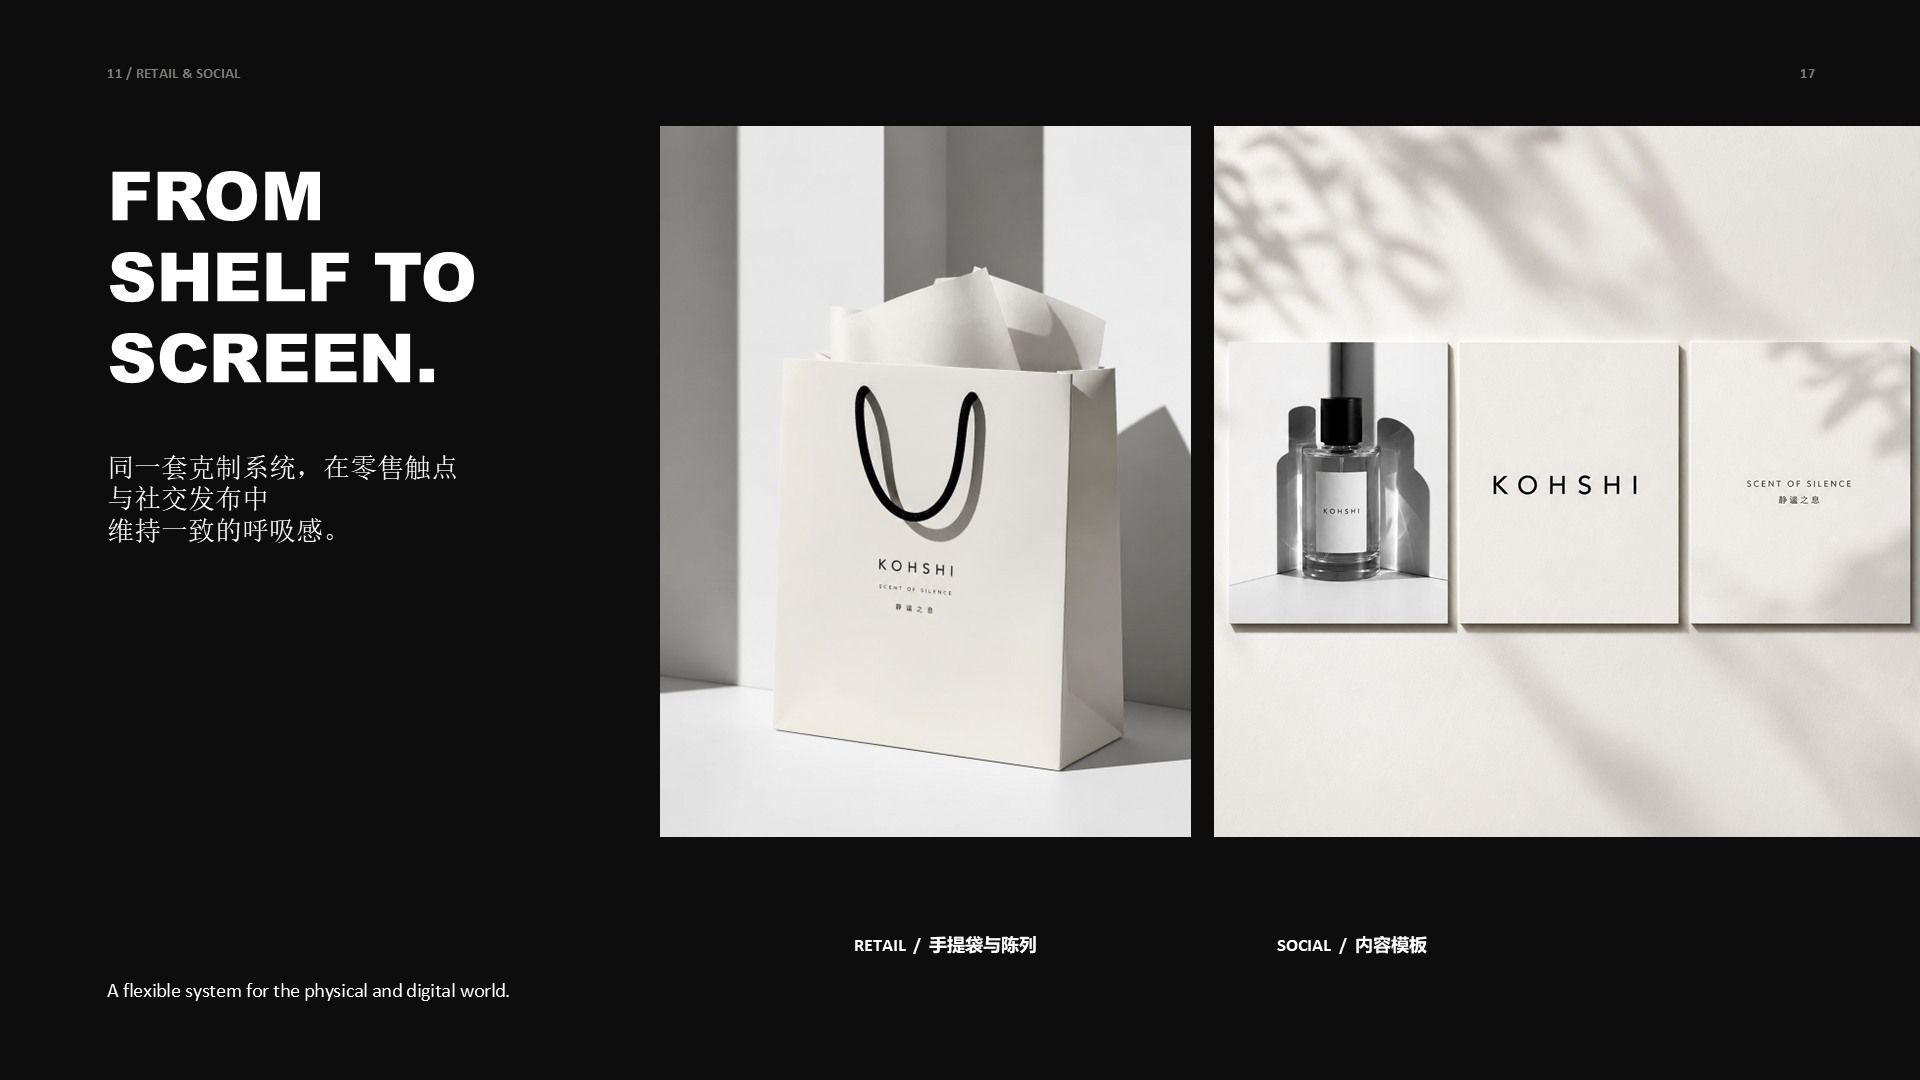 11 / RETAIL & SOCIAL
17
FROM
SHELF TO
SCREEN.
同一套克制系统，在零售触点
与社交发布中
维持一致的呼吸感。
KOHSHI
SCENT OF SILENCE
静谧之息
KOHSHI
KOHSHI
SCENT OF SILENCE
静谧之息
RETAIL / 手提袋与陈列
SOCIAL / 内容模板
A flexible system for the physical and digital world.